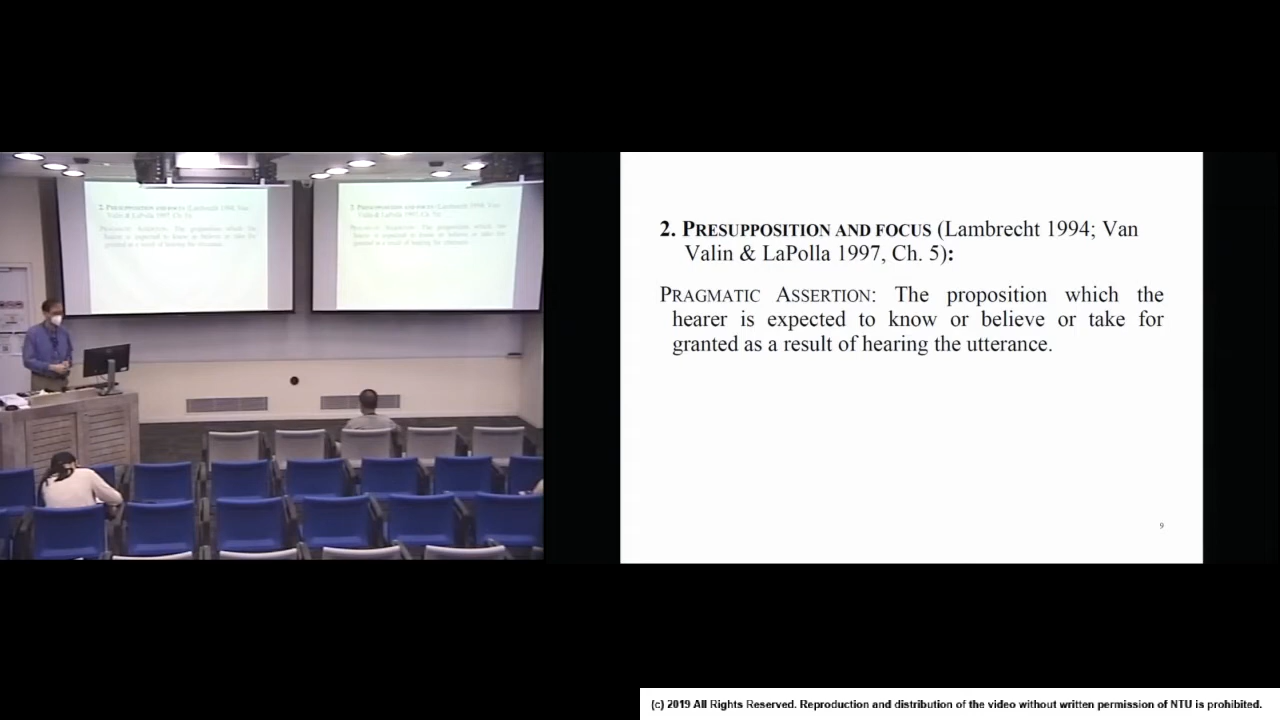 2. PRESUPPOSITION AND FOCUS (Lambrecht 1994; Van
Valin & LaPolla 1997, Ch. 5):
PRAGMATIC ASSERTION: The proposition which the
hearer is expected to know or believe or take for
granted as a result of hearing the utterance.
9
(c) 2019 All Rights Reserved. Reproduction and distribution of the video without written permission of NTU is prohibited.